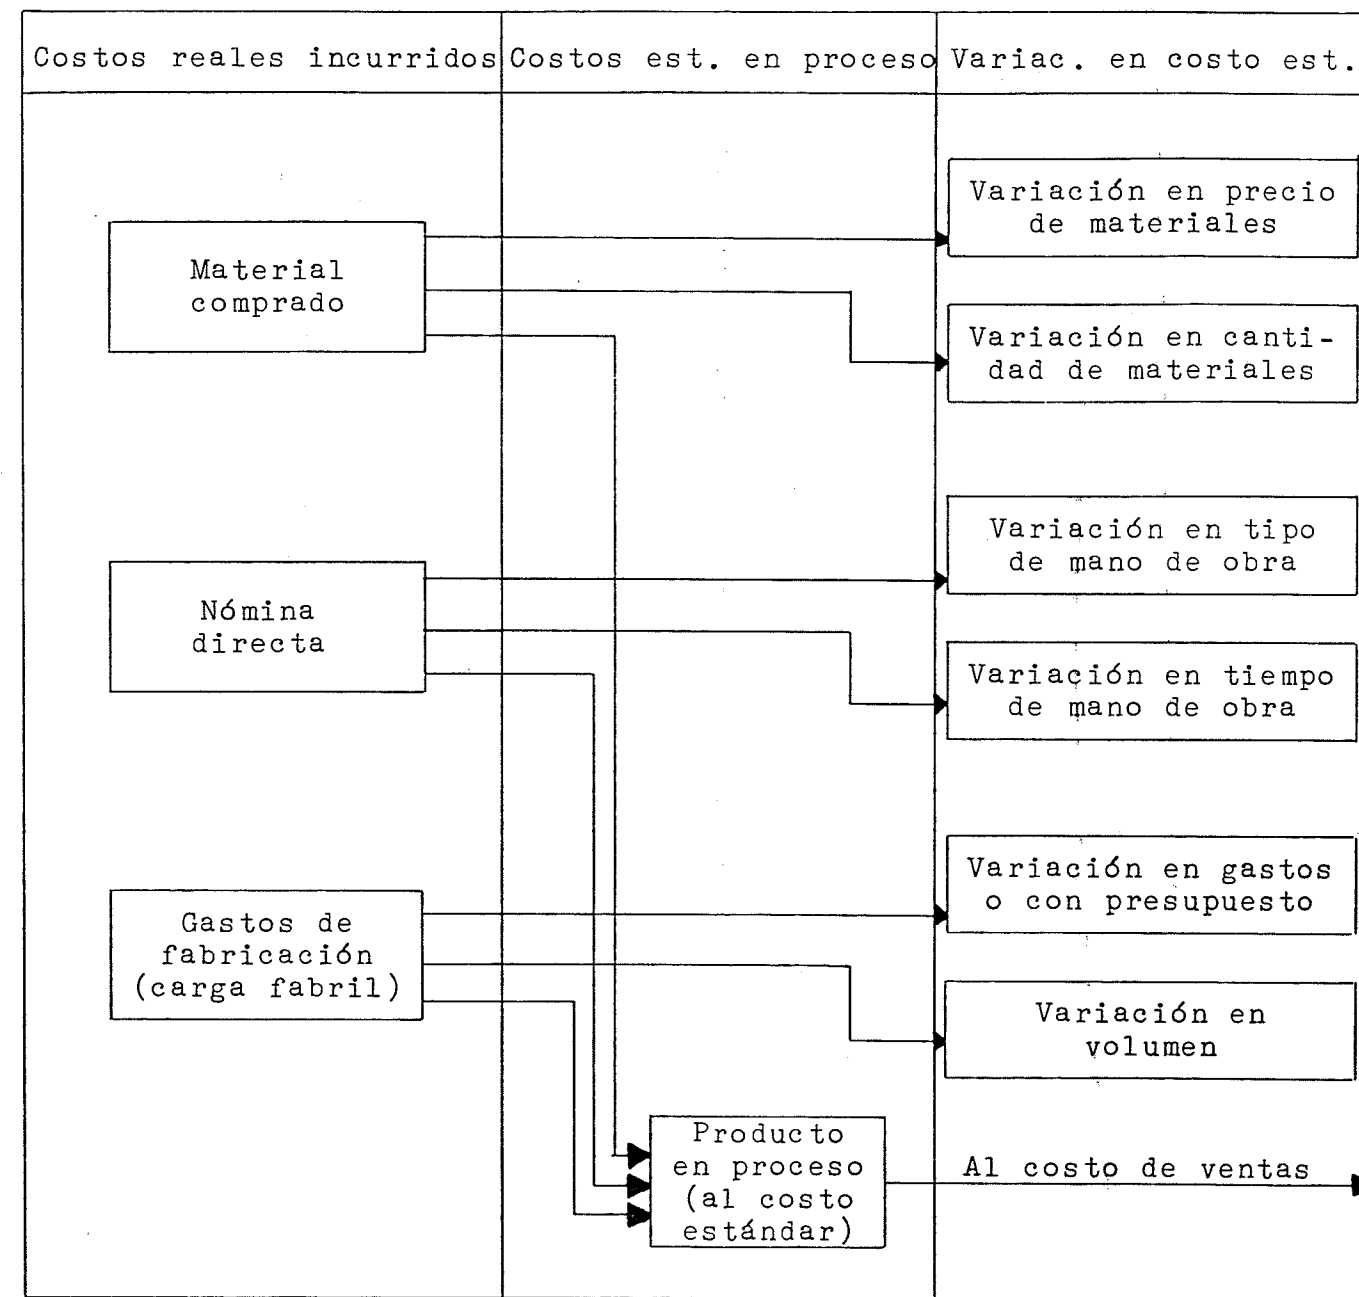 Costos reales incurridos
Costos est. en proceso
Variac. en costo est.
Material
comprado
Nómina
directa
Gastos de
fabricación
(carga fabril)
Producto
en proceso
(al costo
estándar)
Variación en precio
de materiales
Variación en canti-
dad de materiales
Variación en tipo
de mano de obra
Variación en tiempo
de mano de obra
Variación en gastos
o con presupuesto
Variación en
volumen
Al costo de ventas